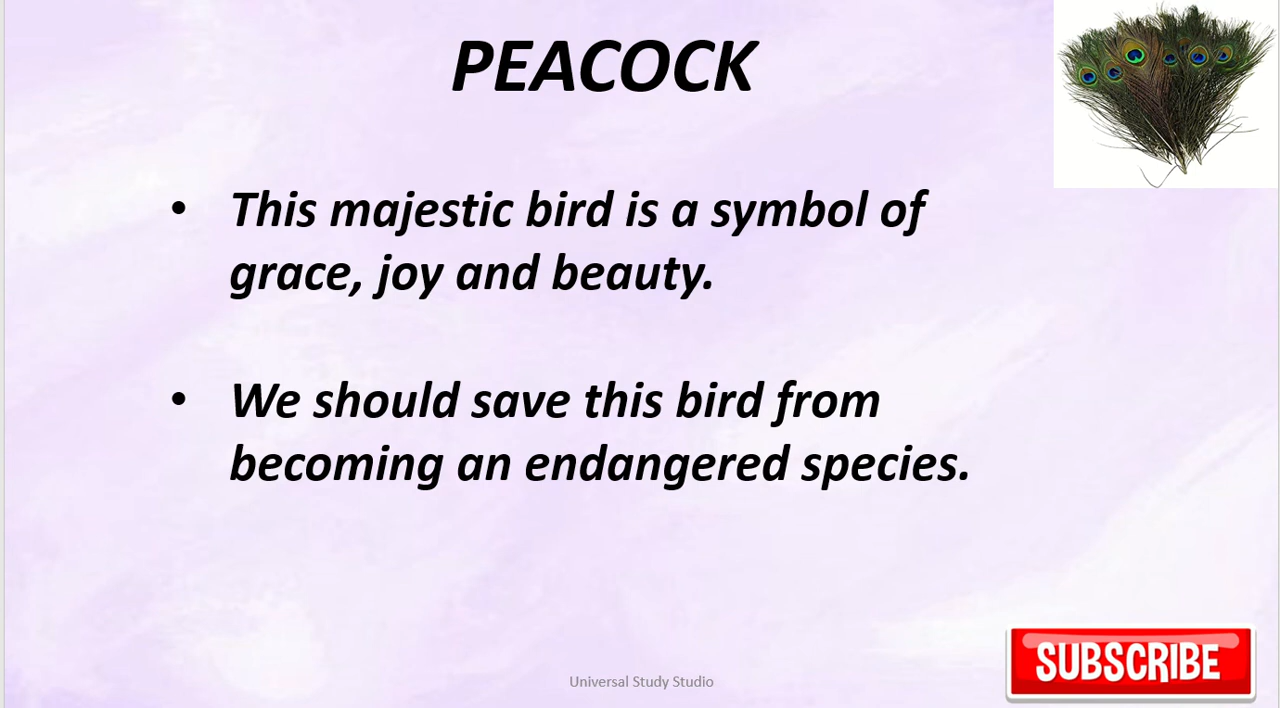 PEACOCK
• This majestic bird is a symbol of
grace, joy and beauty.
• We should save this bird from
becoming an endangered species.
Universal Study Studio
SUBSCRIBE